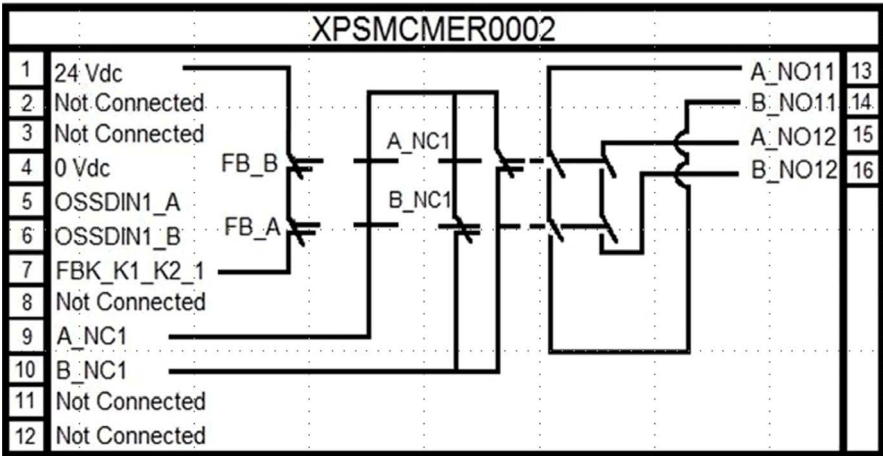 XPSMCMER0002
1 24 Vdc A_NO11 13
2 Not Connected B_NO11 14
3 Not Connected A_NC1 A_NO12 15
4 0 Vdc FB_B B_NO12 16
5 OSSDIN1_A B_NC1
6 OSSDIN1_B FB_A
7 FBK_K1_K2_1
8 Not Connected
9 A_NC1
10 B_NC1
11 Not Connected
12 Not Connected